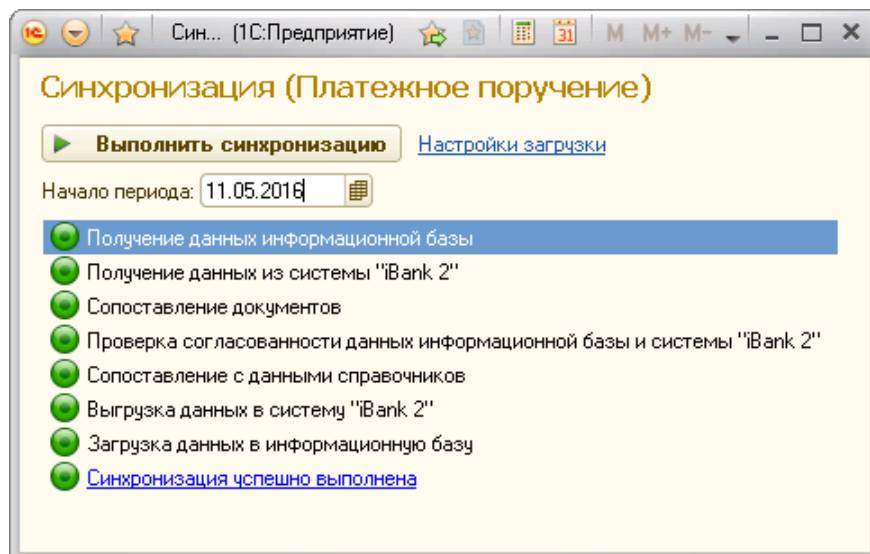 Син... (1С:Предприятие) 31 M M+ M-
Синхронизация (Платежное поручение)
Выполнить синхронизацию Настройки загрузки
Начало периода: 11.05.2016
Получение данных информационной базы
Получение данных из системы "iBank 2"
Сопоставление документов
Проверка согласованности данных информационной базы и системы "iBank 2"
Сопоставление с данными справочников
Выгрузка данных в систему "iBank 2"
Загрузка данных в информационную базу
Синхронизация успешно выполнена